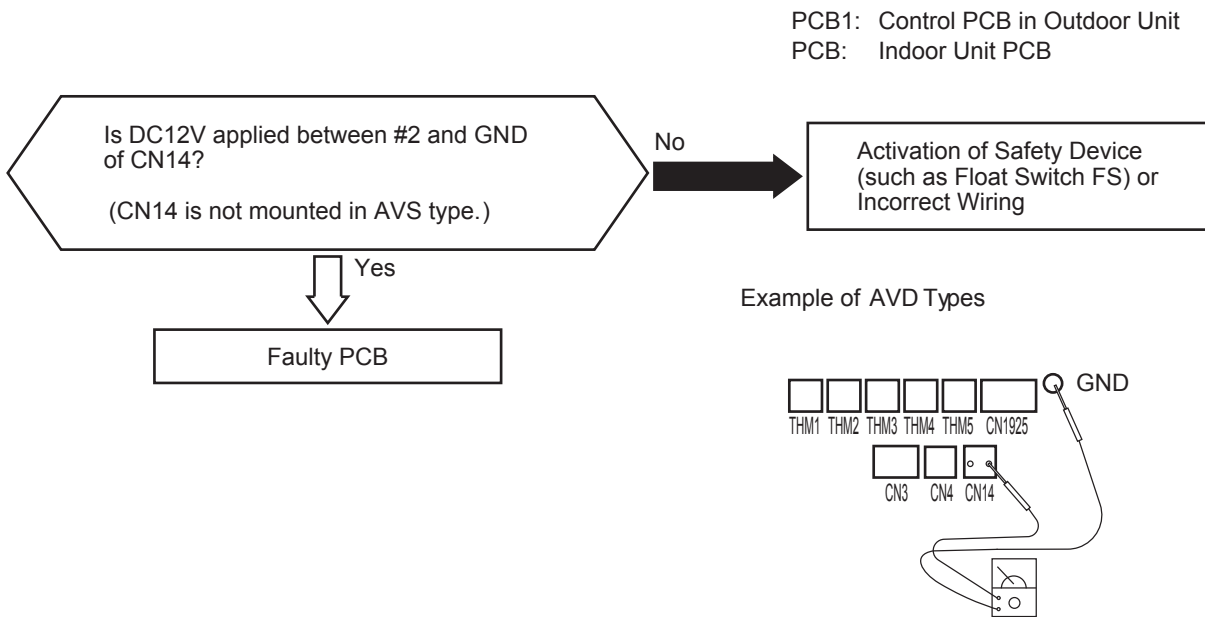 PCB1: Control PCB in Outdoor Unit
PCB: Indoor Unit PCB
Is DC12V applied between #2 and GND
of CN14?
(CN14 is not mounted in AVS type.)
No
Activation of Safety Device
(such as Float Switch FS) or
Incorrect Wiring
Yes
Faulty PCB
Example of AVD Types
GND
THM1 THM2 THM3 THM4 THM5 CN1925
CN3 CN4 CN14